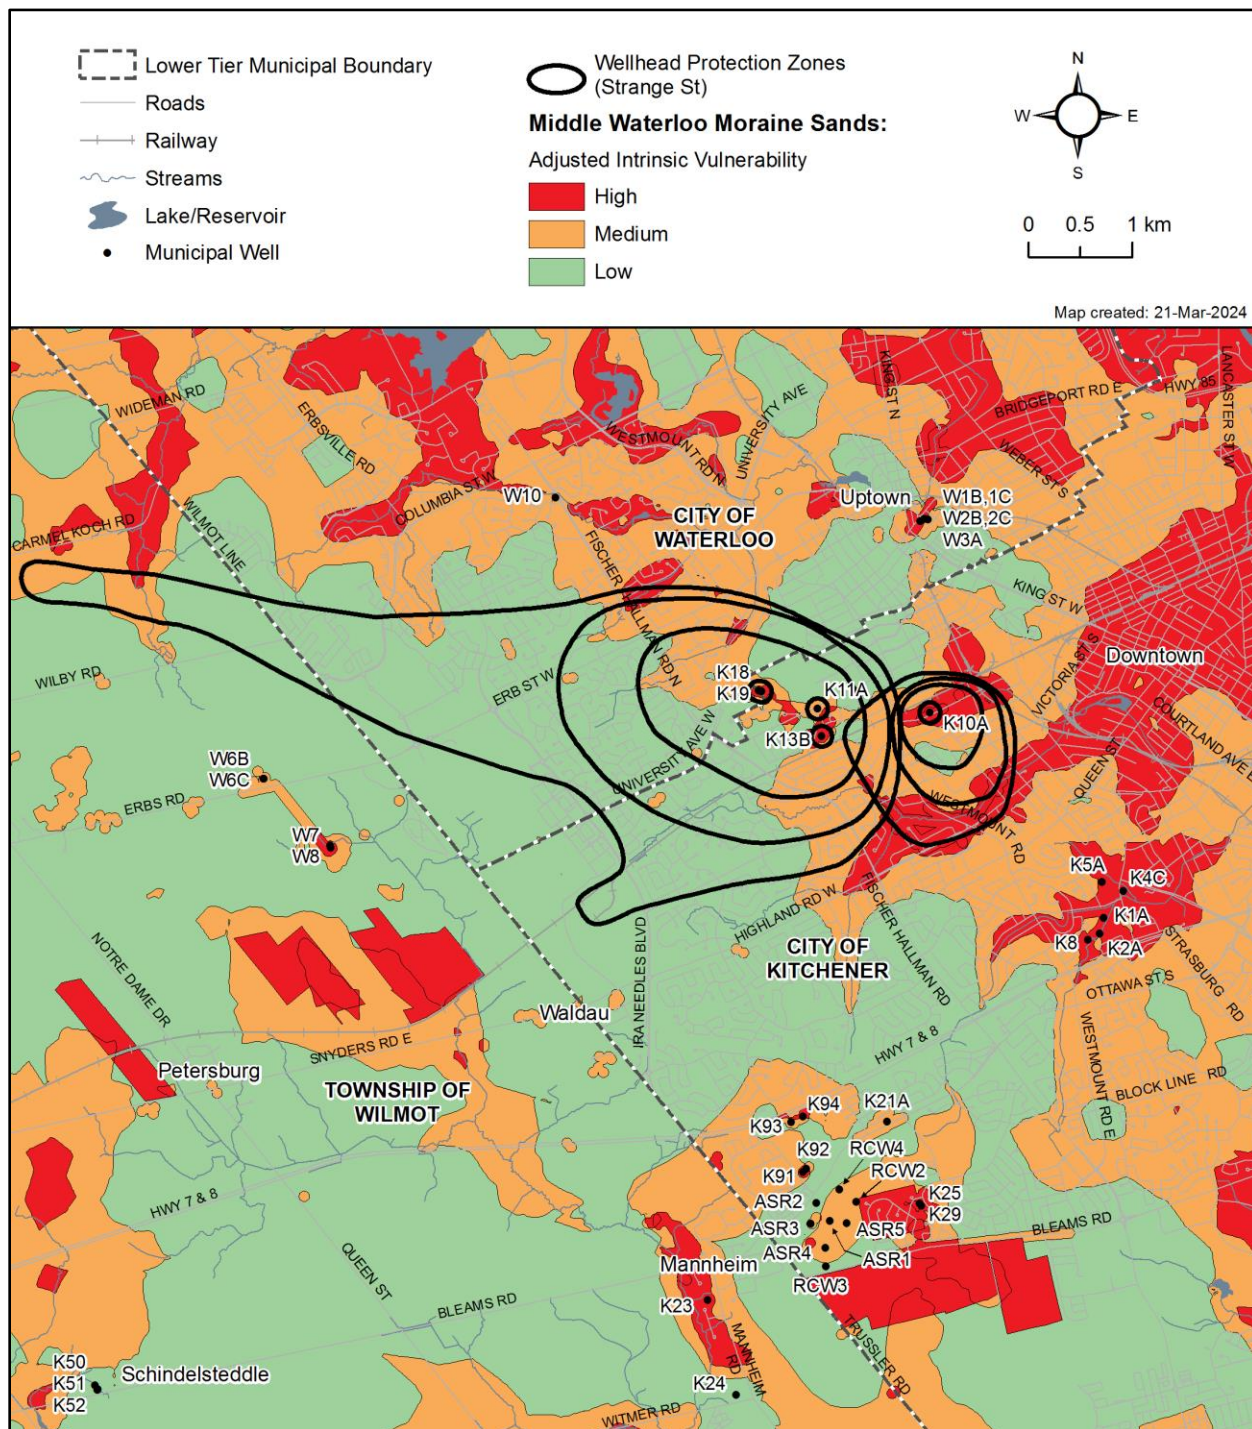 Lower Tier Municipal Boundary
Roads
Railway
Streams
Lake/Reservoir
Municipal Well
Wellhead Protection Zones
(Strange St)
Middle Waterloo Moraine Sands:
Adjusted Intrinsic Vulnerability
High
Medium
Low
N
W
E
S
0 0.5 1 km
Map created: 21-Mar-2024
WIDEMAN RD
ERBSVILLE RD
COLUMBIA ST W
WESTMOUNT RD N
UNIVERSITY AVE
KING ST N
BRIDGEPORT RD E
HWY 85
LANCASTER ST W
WEBER ST S
CARMEL KOCH RD
WILMOT LINE
W10
Uptown
W1B,1C
W2B,2C
W3A
CITY OF
WATERLOO
FISCHER HALLMAN RD N
KING ST W
VICTORIA ST S
Downtown
WILBY RD
ERB ST W
K18
K19
K11A
K13B
K10A
COURTLAND AVE E
QUEEN ST
UNIVERSITY AVE W
W6B
W6C
ERBS RD
W7
W8
WESTMOUNT RD
K5A
K4C
K1A
K8
K2A
HIGHLAND RD W
FISCHER HALLMAN RD
CITY OF
KITCHENER
STRASBURG RD
OTTAWA ST S
NOTRE DAME DR
IRA NEEDLES BLVD
Waldau
SNYDERS RD E
Petersburg
TOWNSHIP OF
WILMOT
HWY 7 & 8
WESTMOUNT RD E
BLOCK LINE RD
K94
K93
K21A
K92
K91
RCW4
RCW2
ASR2
ASR3
ASR4
ASR5
ASR1
RCW3
K25
K29
BLEAMS RD
HWY 7 & 8
QUEEN ST
Mannheim
K23
BLEAMS RD
MANNHEIM RD
TRUSSLER RD
K50
K51
K52
Schindelsteddle
K24
WITMER RD